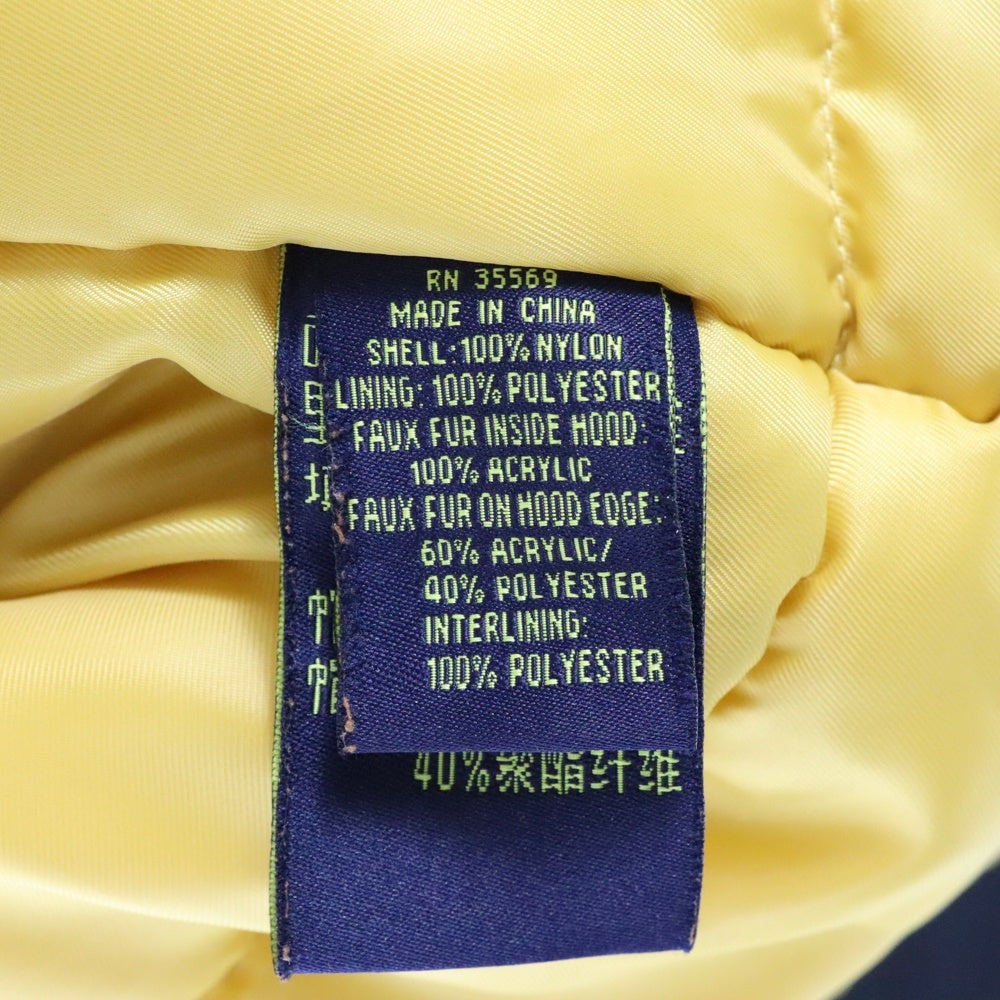 RN 35569
MADE IN CHINA
SHELL:100% NYLON
LINING: 100% POLYESTER
FAUX FUR INSIDE HOOD:
100% ACRYLIC
FAUX FUR ON HOOD EDGE:
60% ACRYLIC/
40% POLYESTER
INTERLINING:
100% POLYESTER
40%聚酯纤维